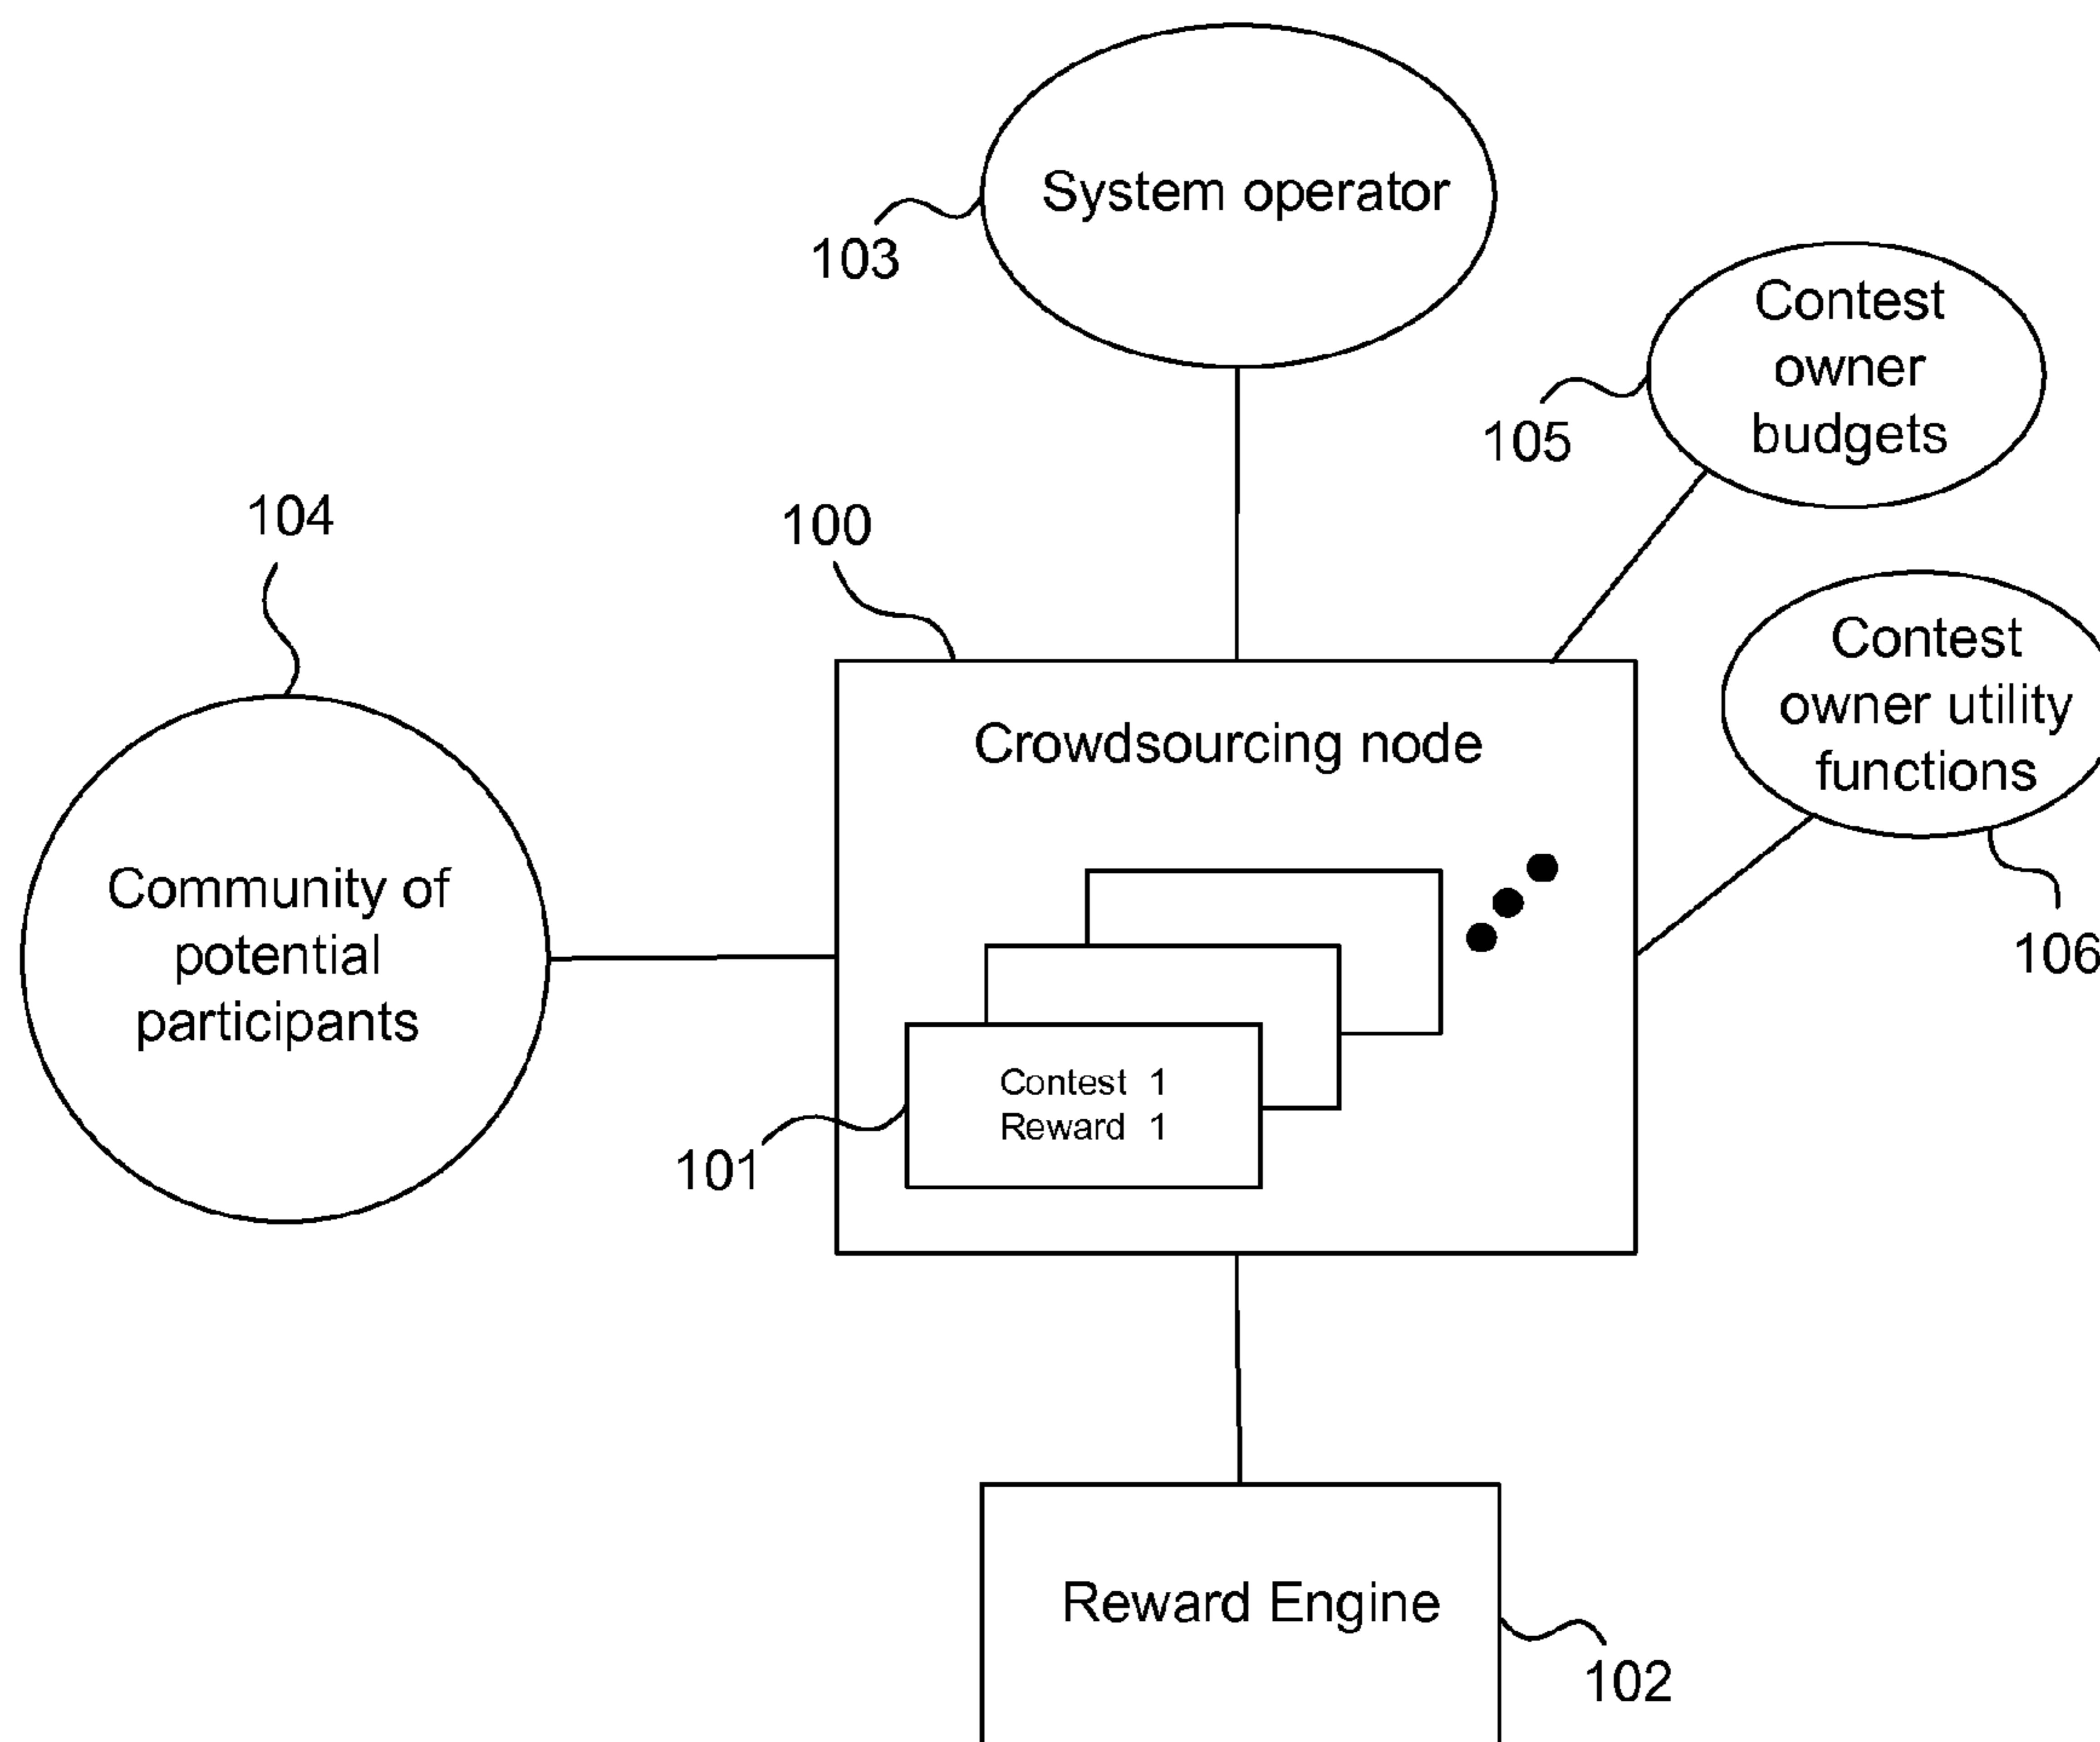 System operator
103
Contest
owner
budgets
105
104
100
Contest
owner utility
functions
106
Crowdsourcing node
Community of
potential
participants
Contest 1
Reward 1
101
Reward Engine
102